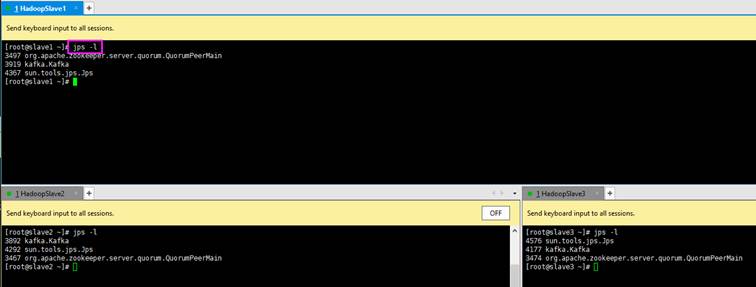 1 HadoopSlave1 × +
Send keyboard input to all sessions.
[root@slave1 ~]# jps -l
3497 org.apache.zookeeper.server.quorum.QuorumPeerMain
3919 kafka.Kafka
4367 sun.tools.jps.Jps
[root@slave1 ~]#
1 HadoopSlave2 × +
Send keyboard input to all sessions. OFF
[root@slave2 ~]# jps -l
3892 kafka.Kafka
4292 sun.tools.jps.Jps
3467 org.apache.zookeeper.server.quorum.QuorumPeerMain
[root@slave2 ~]#
1 HadoopSlave3 × +
Send keyboard input to all sessions.
[root@slave3 ~]# jps -l
4576 sun.tools.jps.Jps
4177 kafka.Kafka
3474 org.apache.zookeeper.server.quorum.QuorumPeerMain
[root@slave3 ~]#